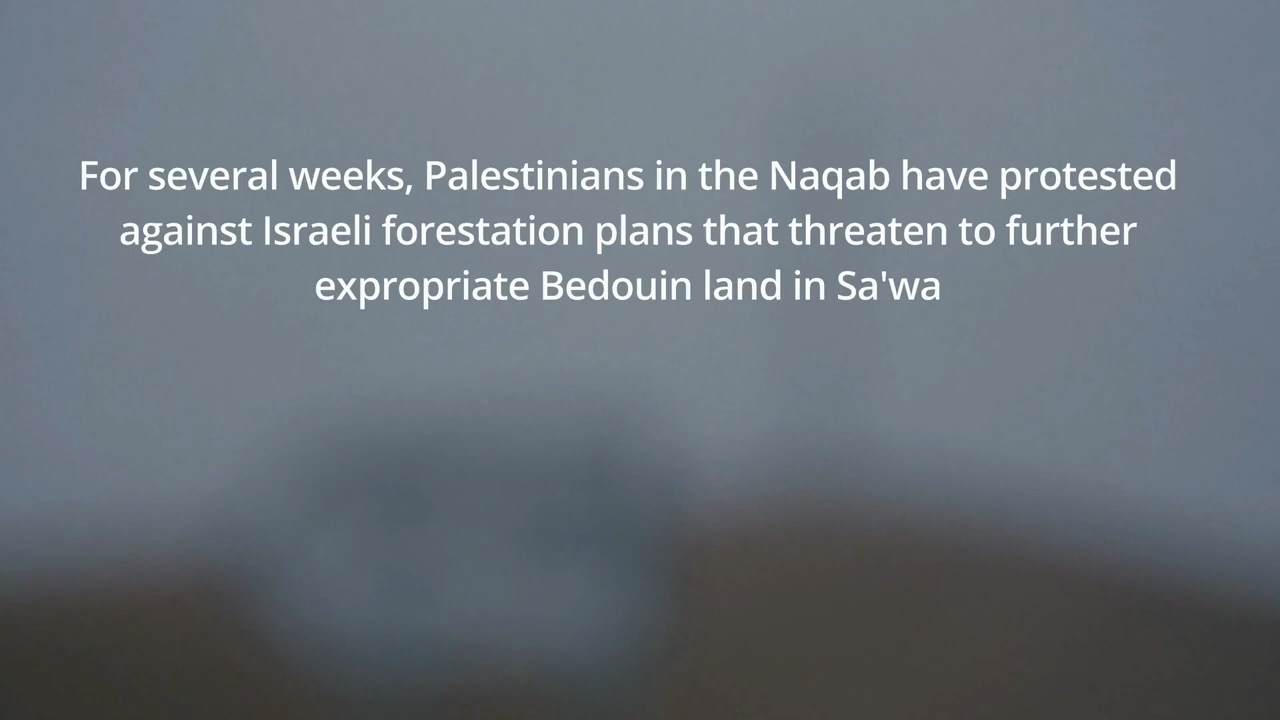 For several weeks, Palestinians in the Naqab have protested
against Israeli forestation plans that threaten to further
expropriate Bedouin land in Sa'wa